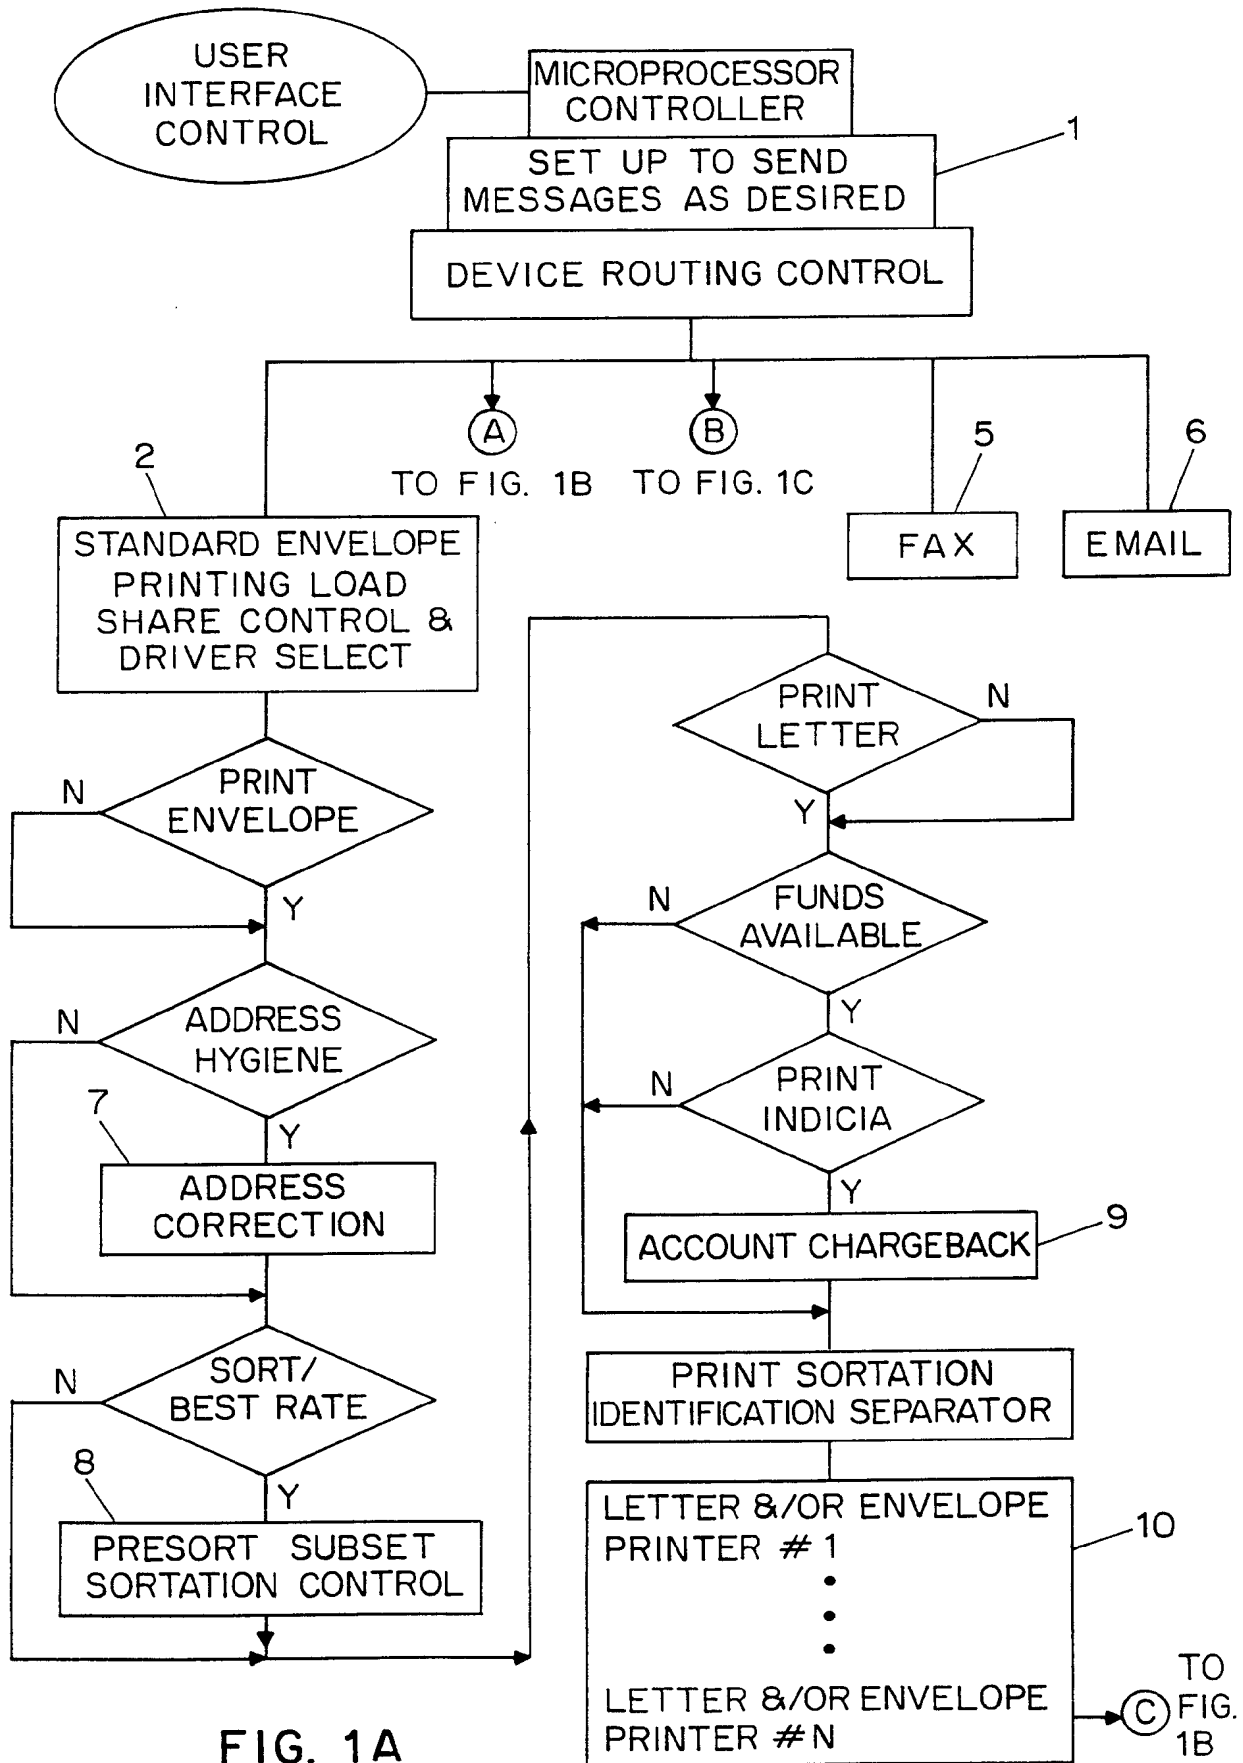 USER
INTERFACE
CONTROL
MICROPROCESSOR
CONTROLLER
1
SET UP TO SEND
MESSAGES AS DESIRED
DEVICE ROUTING CONTROL
A
B
TO FIG. 1B
TO FIG. 1C
5
FAX
6
EMAIL
2
STANDARD ENVELOPE
PRINTING LOAD
SHARE CONTROL &
DRIVER SELECT
PRINT
ENVELOPE
N
Y
ADDRESS
HYGIENE
N
Y
7
ADDRESS
CORRECTION
SORT/
BEST RATE
N
Y
8
PRESORT SUBSET
SORTATION CONTROL
PRINT
LETTER
N
Y
FUNDS
AVAILABLE
N
Y
PRINT
INDICIA
N
Y
ACCOUNT CHARGEBACK
9
PRINT SORTATION
IDENTIFICATION SEPARATOR
LETTER &/OR ENVELOPE
PRINTER #1
10
LETTER &/OR ENVELOPE
PRINTER #N
C
TO
FIG.
1B
FIG. 1A